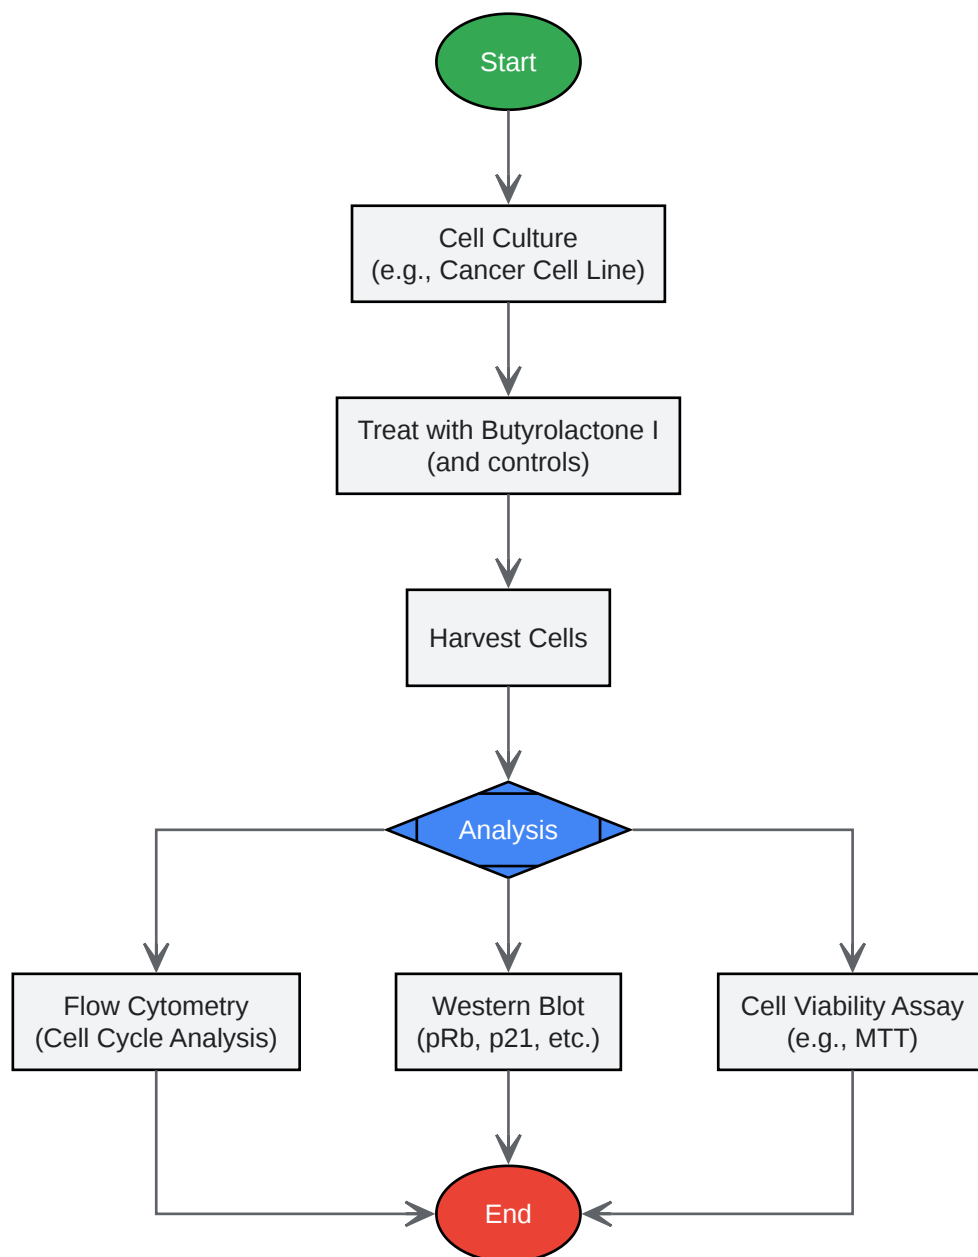 Start
Cell Culture
(e.g., Cancer Cell Line)
Treat with Butyrolactone I
(and controls)
Harvest Cells
Analysis
Flow Cytometry
(Cell Cycle Analysis)
Western Blot
(pRb, p21, etc.)
Cell Viability Assay
(e.g., MTT)
End